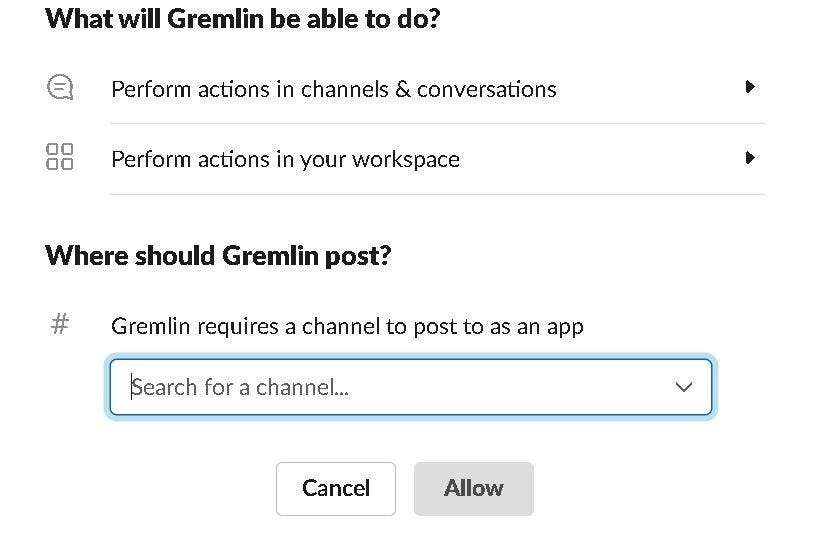 What will Gremlin be able to do?
Perform actions in channels & conversations
Perform actions in your workspace
Where should Gremlin post?
# Gremlin requires a channel to post to as an app
Search for a channel...
Cancel Allow